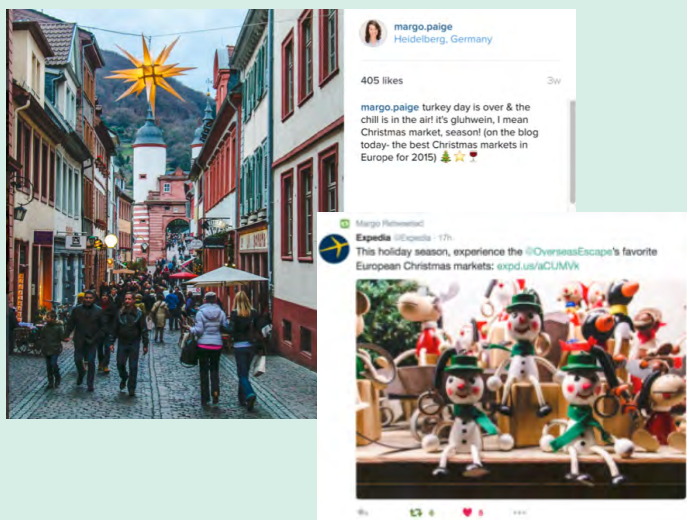 margo.paige
Heidelberg, Germany
405 likes
3w
margo.paige turkey day is over & the
chill is in the air! it's gluhwein, I mean
Christmas market, season! (on the blog
today- the best Christmas markets in
Europe for 2015)
Margo Retweeted
Expedia @Expedia · 17h
This holiday season, experience the @OverseasEscape's favorite
European Christmas markets: expd.us/aCUMVk
6
8